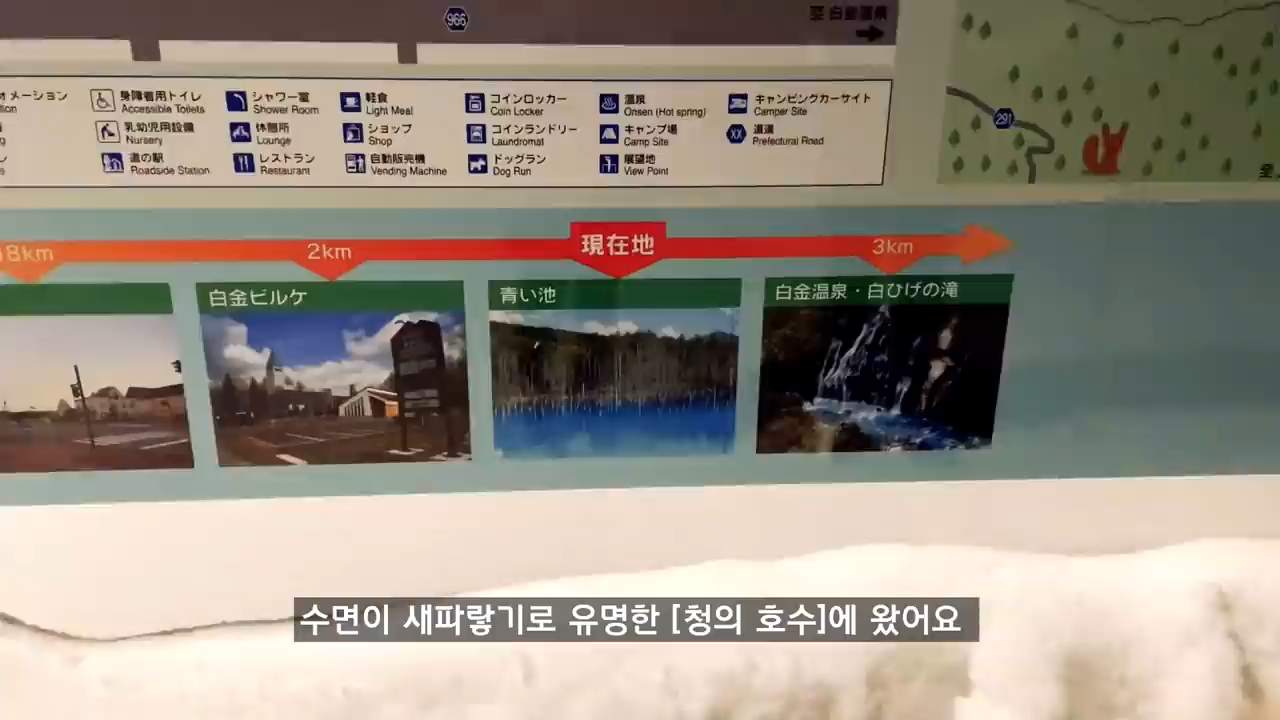 966
白金温泉
オメーション
身障者用トイレ
Accessible Toilets
シャワー室
Shower Room
軽食
Light Meal
コインロッカー
Coin Locker
温泉
Onsen (Hot spring)
キャンピングカーサイト
Camper Site
乳幼児用設備
Nursery
休憩所
Lounge
ショップ
Shop
コインランドリー
Laundromat
キャンプ場
Camp Site
XX
道道
Prefectural Road
道の駅
Roadside Station
レストラン
Restaurant
自動販売機
Vending Machine
ドッグラン
Dog Run
展望地
View Point
291
18km
2km
現在地
3km
白金ビルケ
青い池
白金温泉・白ひげの滝
수면이 새파랗기로 유명한 [청의 호수]에 왔어요